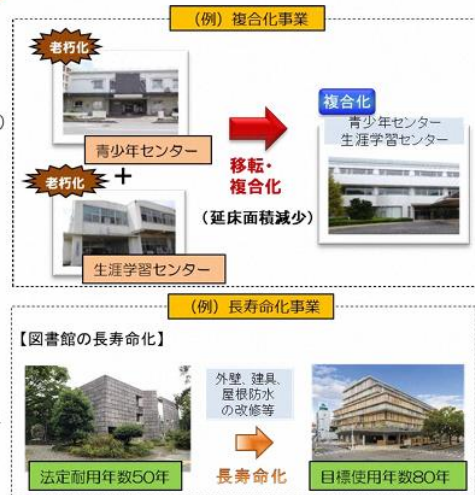 (例) 複合化事業
老朽化
青少年センター
+
老朽化
生涯学習センター
移転・
複合化
(延床面積減少)
複合化
青少年センター
生涯学習センター
(例) 長寿命化事業
【図書館の長寿命化】
法定耐用年数50年
外壁、建具、
屋根防水
の改修等
長寿命化
目標使用年数80年